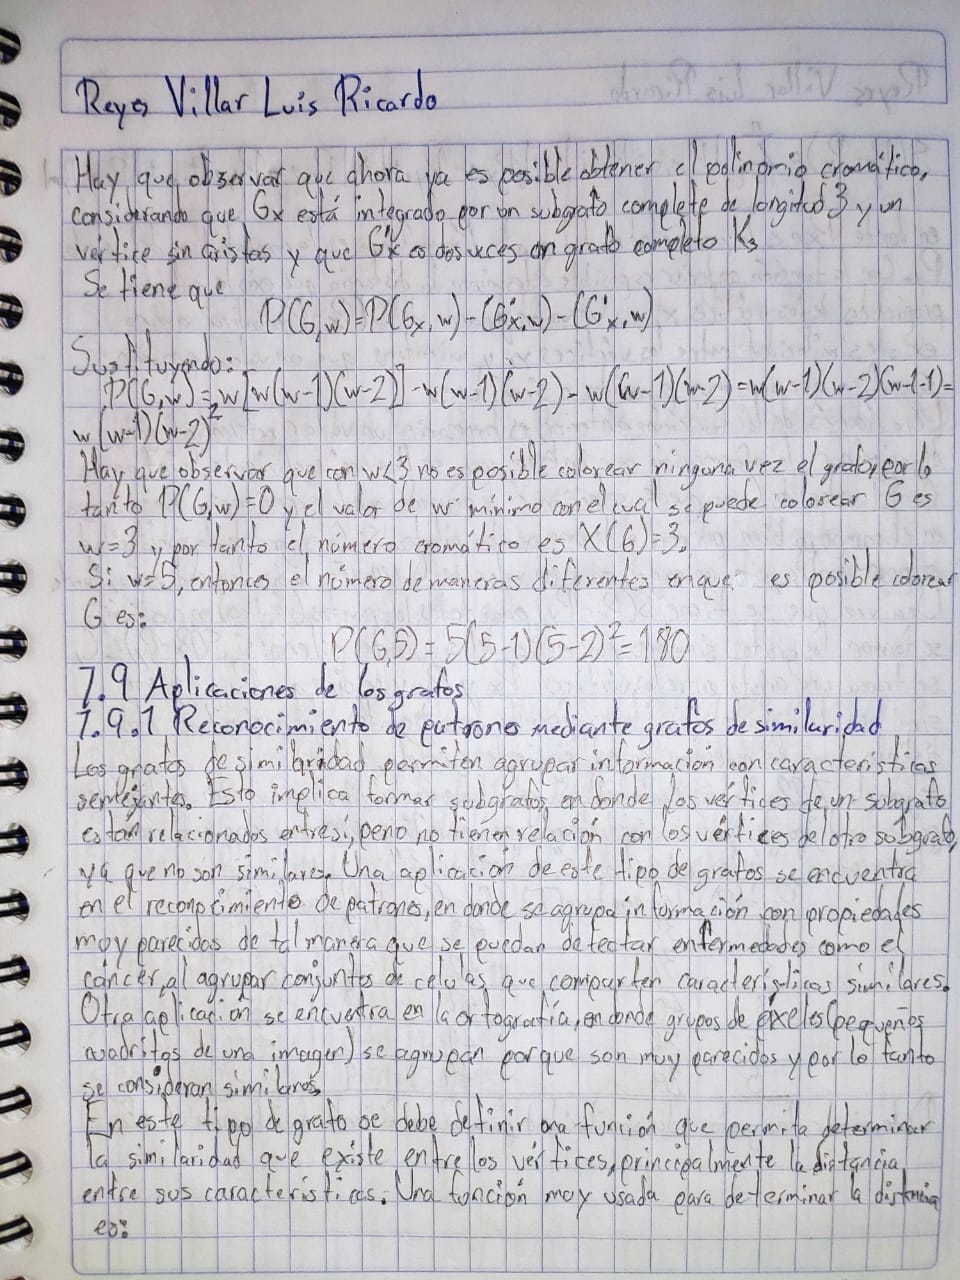 Reyes Villar Luis Ricardo
Hay que observar que ahora ya es posible obtener el polinomio cromático,
considerando que Gx está integrado por un subgrafo complete de longitud 3 y un
vertice sin aristas y que G'x es dos veces un grafo completo K3
Se tiene que
P(G,w)=P(Gx,w)-(G'x,w)-(G'x,w)
Sustituyendo:
P(G,w)=w[w(w-1)(w-2)]-w(w-1)(w-2)-w(w-1)(w-2)=w(w-1)(w-2)(w-1-1)=
w(w-1)(w-2)²
Hay que observar que con w<3 no es posible colorear ninguna vez el grafo, por lo
tanto P(G,w)=0 y el valor de w mínimo con el cual se puede colorear G es
w=3 y por tanto el número cromático es X(G)=3.
Si w=5, entonces el número de maneras diferentes en que es posible colorear
G es:
P(G,5)=5(5-1)(5-2)²=180
7.9 Aplicaciones de los grafos
7.9.1 Reconocimiento de patrones mediante grafos de similaridad
Los grafos de similaridad permiten agrupar información con características
semejantes. Esto implica formar subgrafos en donde los vértices de un subgrafo
están relacionados entre sí, pero no tienen relación con los vértices del otro subgrafo,
ya que no son similares. Una aplicación de este tipo de grafos se encuentra
en el reconocimiento de patrones, en donde se agrupa información con propiedades
muy parecidas de tal manera que se puedan detectar enfermedades como el
cáncer, al agrupar conjuntos de celulas que comparten características similares.
Otra aplicación se encuentra en la ortografía, en donde grupos de pixeles (pequeños
cuadritos de una imagen) se agrupan porque son muy parecidos y por lo tanto
se consideran similares.
En este tipo de grafo se debe definir una función que permita determinar
la similaridad que existe entre los vértices, principalmente la distancia
entre sus características. Una función muy usada para determinar la distancia
es: